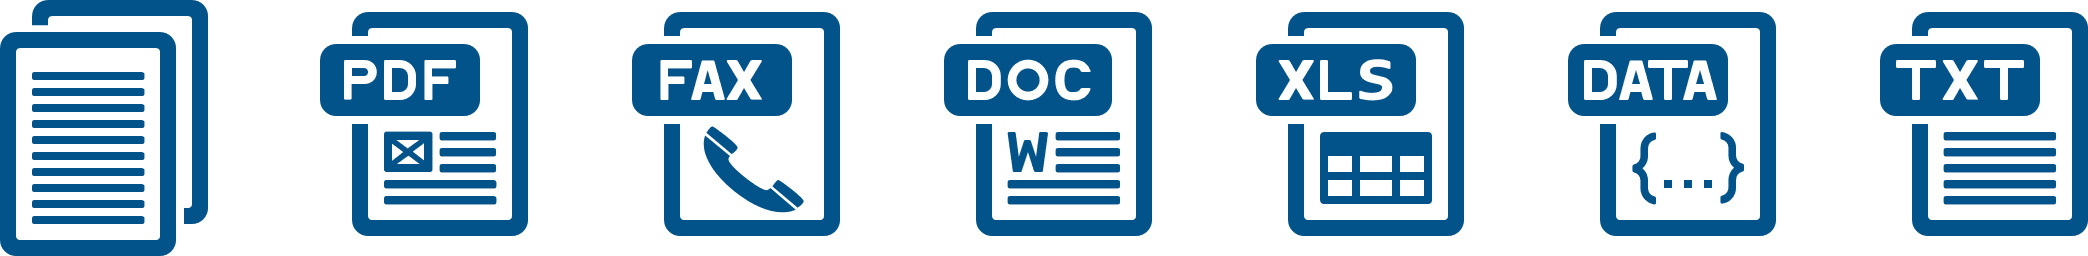 PDF
FAX
DOC
W
XLS
DATA
{...}
TXT